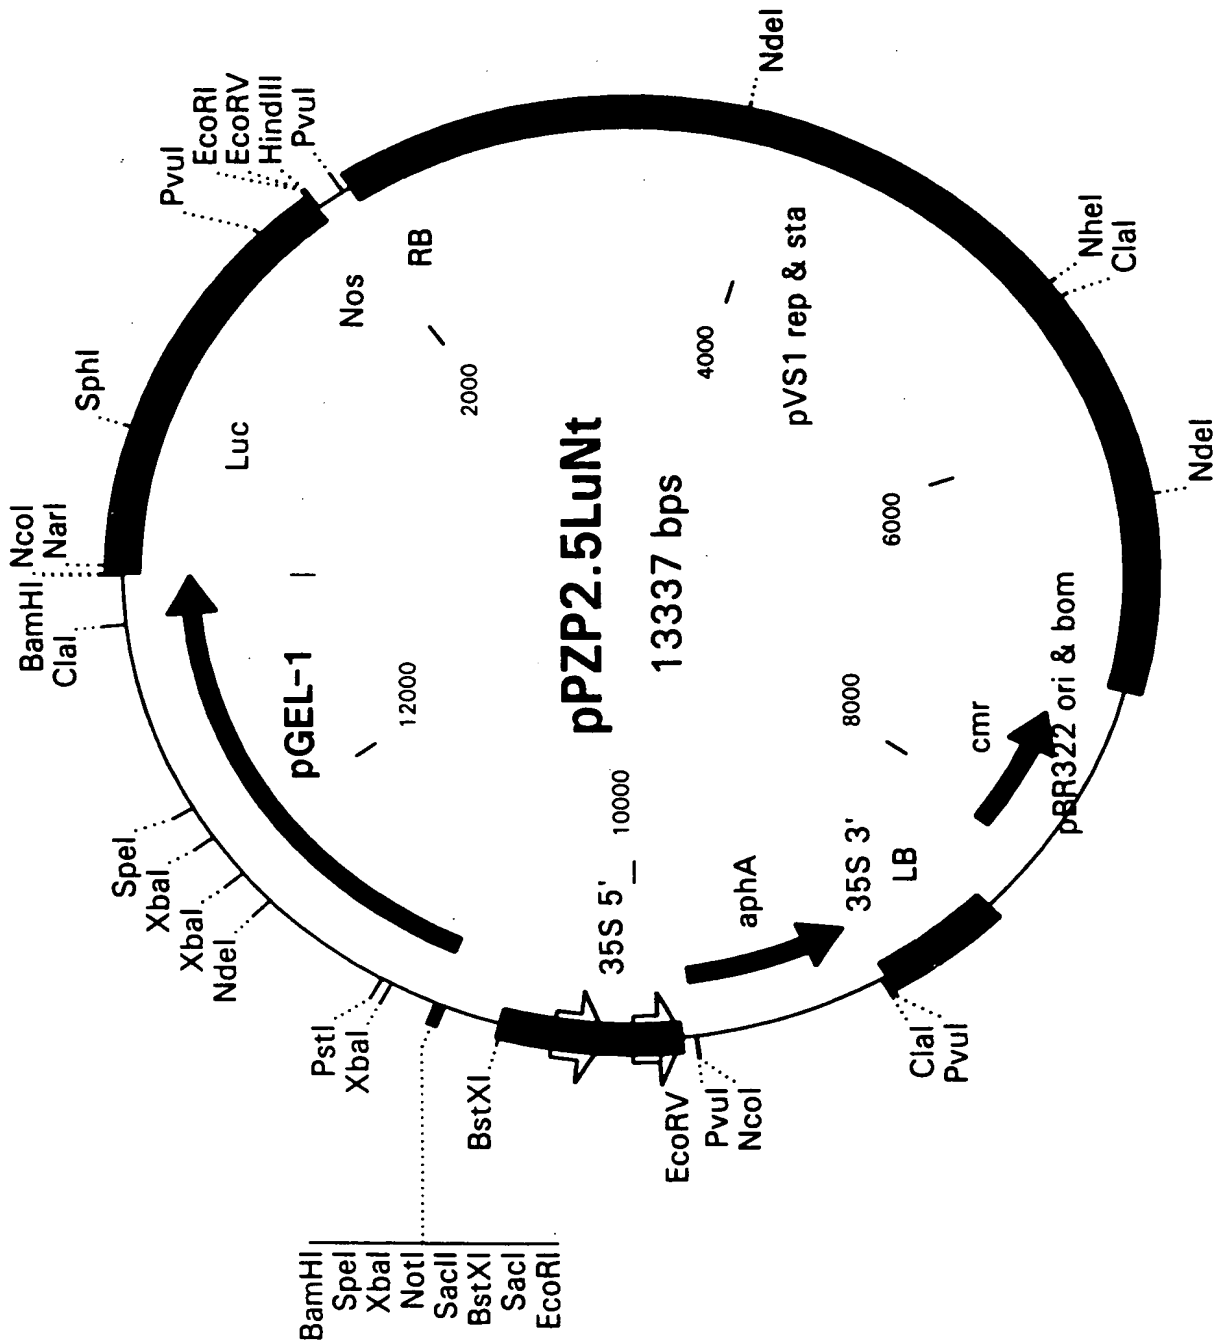 pPZP2.5LuNt
13337 bps
BamHI
NcoI
NarI
ClaI
SphI
PvuI
EcoRI
EcoRV
HindIII
PvuI
NdeI
NheI
ClaI
NdeI
ClaI
PvuI
PvuI
NcoI
EcoRV
BstXI
BamHI
SpeI
XbaI
NotI
SacII
BstXI
SacI
EcoRI
PstI
XbaI
NdeI
XbaI
XbaI
SpeI
pGEL-1
Luc
Nos
RB
pVS1 rep & sta
pBR322 ori & bom
cmr
LB
35S 3'
aphA
35S 5'
2000
4000
6000
8000
10000
12000